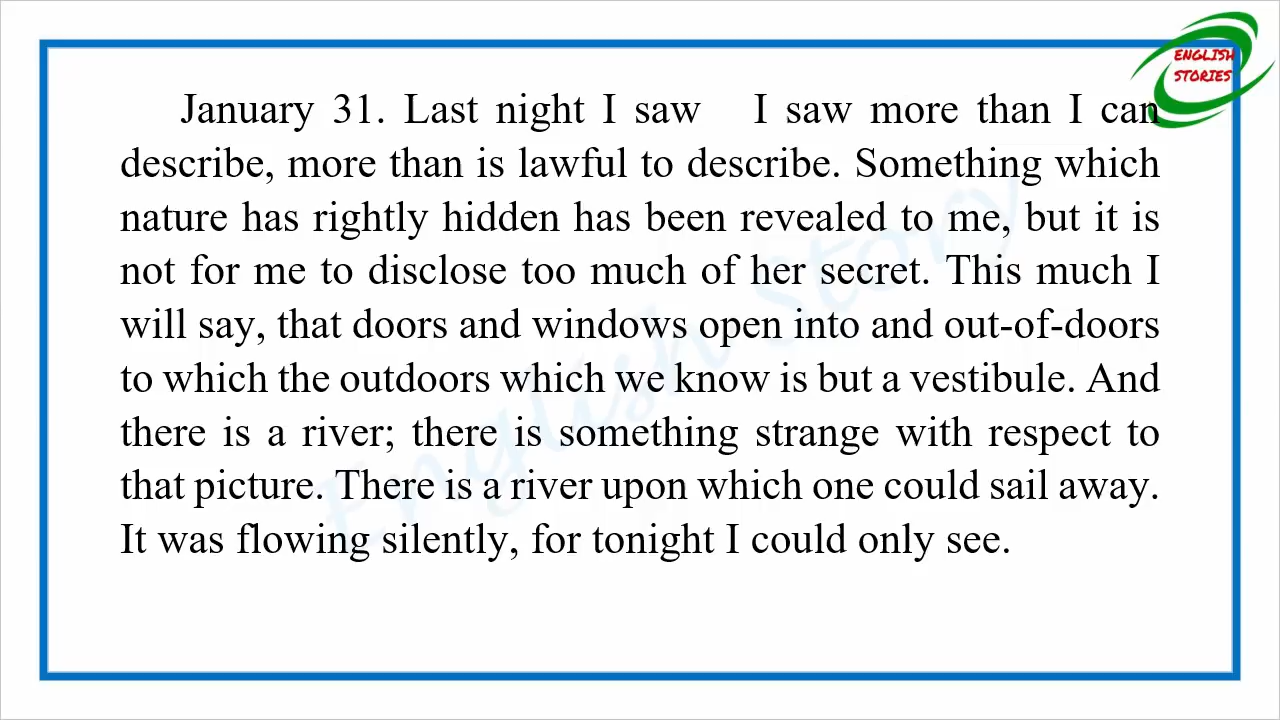 ENGLISH
STORIES
January 31. Last night I saw I saw more than I can
describe, more than is lawful to describe. Something which
nature has rightly hidden has been revealed to me, but it is
not for me to disclose too much of her secret. This much I
will say, that doors and windows open into and out-of-doors
to which the outdoors which we know is but a vestibule. And
there is a river; there is something strange with respect to
that picture. There is a river upon which one could sail away.
It was flowing silently, for tonight I could only see.
English Story